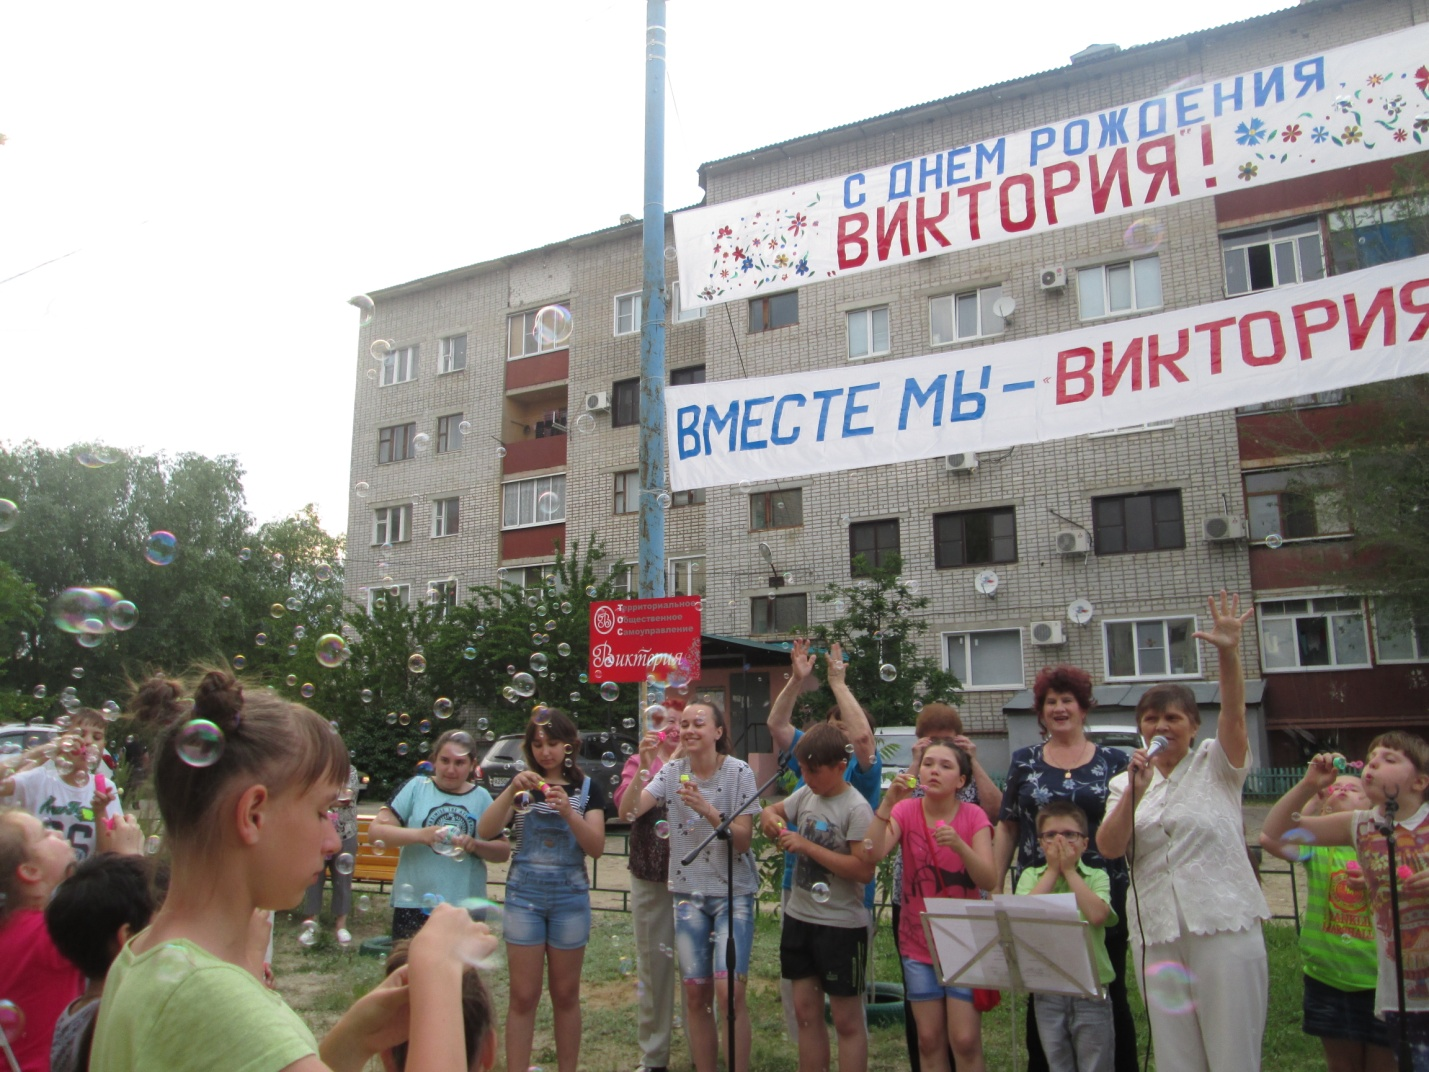 С ДНЕМ РОЖДЕНИЯ
"ВИКТОРИЯ"!
ВМЕСТЕ МЫ – "ВИКТОРИЯ
Территориальное
Общественное
Самоуправление
Виктория